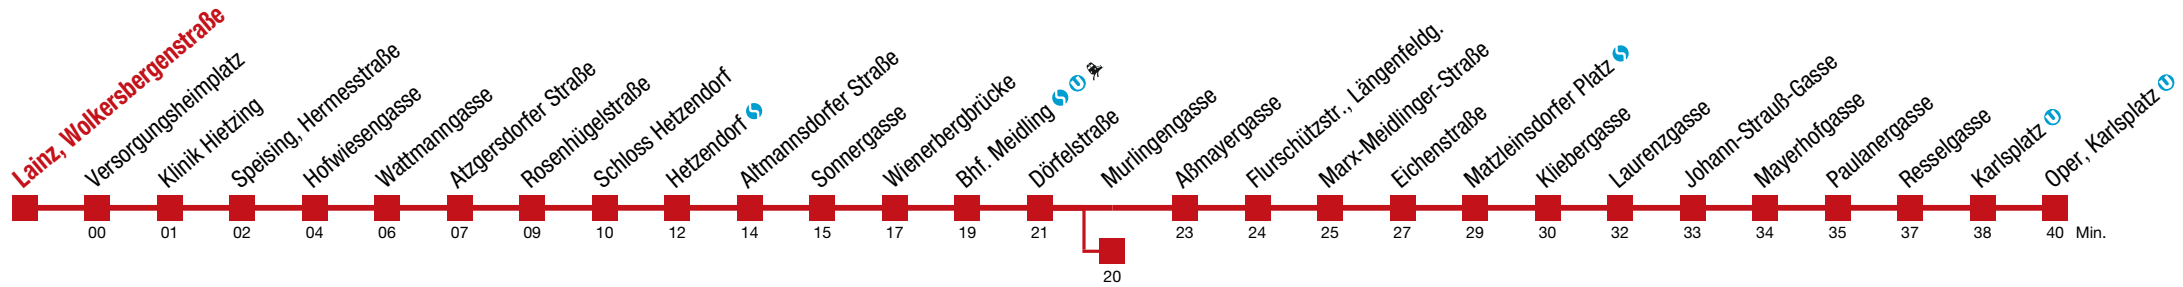 Lainz, Wolkersbergenstraße
Versorgungsheimplatz
Klinik Hietzing
Speising, Hermesstraße
Hofwiesengasse
Wattmanngasse
Atzgersdorfer Straße
Rosenhügelstraße
Schloss Hetzendorf
Hetzendorf
Altmannsdorfer Straße
Sonnergasse
Wienerbergbrücke
Bhf. Meidling
Dörfelstraße
Murlingengasse
Aßmayergasse
Flurschützstr., Längenfeldg.
Marx-Meidlinger-Straße
Eichenstraße
Matzleinsdorfer Platz
Kliebergasse
Laurenzgasse
Johann-Strauß-Gasse
Mayerhofgasse
Paulanergasse
Resselgasse
Karlsplatz U
Oper, Karlsplatz U
00 01 02 04 06 07 09 10 12 14 15 17 19 21 23 24 25 27 29 30 32 33 34 35 37 38 40 Min.
20